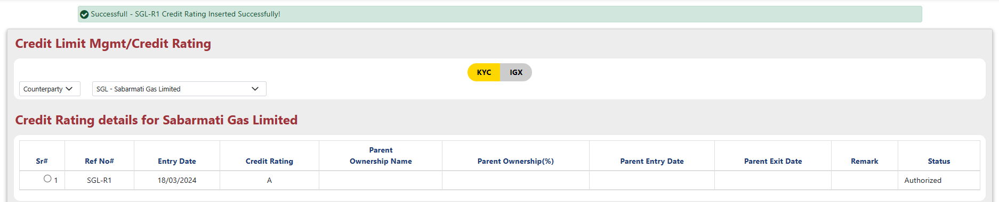 Successful! - SGL-R1 Credit Rating Inserted Successfully!
Credit Limit Mgmt/Credit Rating
KYC IGX
Counterparty SGL - Sabarmati Gas Limited
Credit Rating details for Sabarmati Gas Limited
Sr# Ref No# Entry Date Credit Rating Parent Ownership Name Parent Ownership(%) Parent Entry Date Parent Exit Date Remark Status
1 SGL-R1 18/03/2024 A Authorized